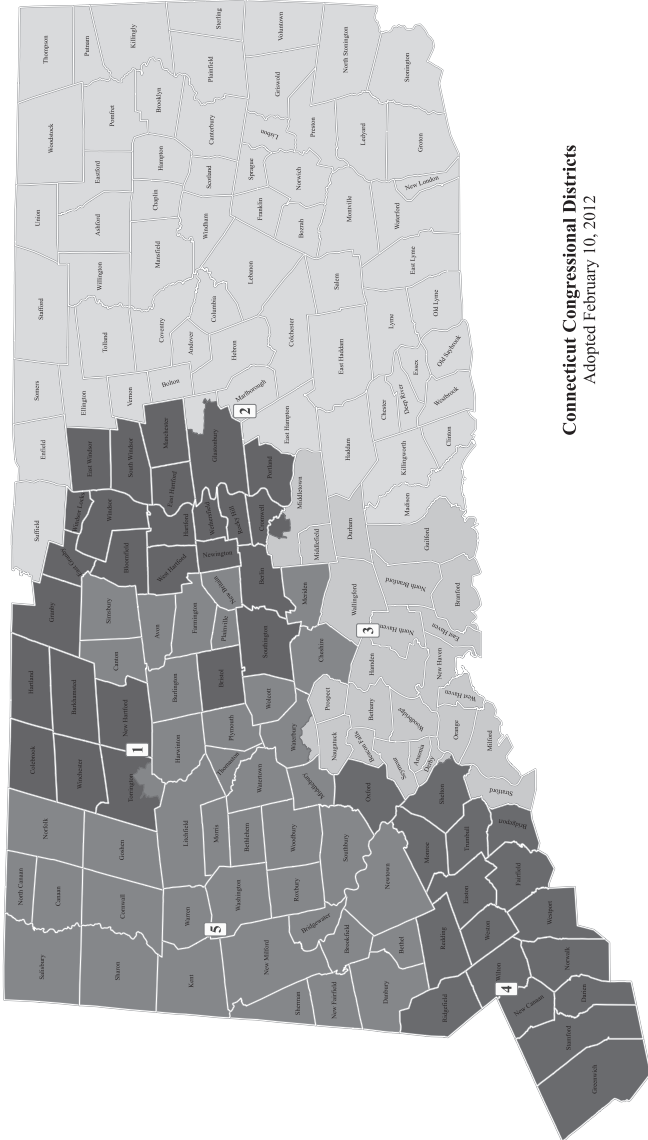 Salisbury
North Canaan
Canaan
Norfolk
Colebrook
Hartland
Granby
Suffield
Enfield
Somers
Stafford
Union
Woodstock
Thompson
Putnam
Sharon
Cornwall
Goshen
Winchester
Barkhamsted
East Granby
Windsor Locks
East Windsor
Ellington
Tolland
Willington
Ashford
Eastford
Pomfret
Killingly
Kent
Warren
Litchfield
Torrington
1
New Hartford
Canton
Simsbury
Bloomfield
Windsor
South Windsor
Vernon
Bolton
Coventry
Mansfield
Chaplin
Hampton
Brooklyn
Harwinton
Burlington
Avon
West Hartford
Hartford
East Hartford
Manchester
Andover
Columbia
Windham
Scotland
Canterbury
Plainfield
Sterling
5
New Milford
Washington
Morris
Bethlehem
Watertown
Thomaston
Plymouth
Bristol
Farmington
Plainville
New Britain
Newington
Wethersfield
Rocky Hill
Glastonbury
2
Marlborough
Hebron
Lebanon
Franklin
Sprague
Lisbon
Griswold
Voluntown
Sherman
Bridgewater
Roxbury
Woodbury
Middlebury
Waterbury
Wolcott
Southington
Berlin
Cromwell
Portland
East Hampton
Colchester
Bozrah
Norwich
Preston
North Stonington
New Fairfield
Brookfield
Southbury
Oxford
Naugatuck
Prospect
Cheshire
Meriden
Middlefield
Middletown
Haddam
East Haddam
Salem
Montville
Ledyard
Stonington
Danbury
Bethel
Newtown
Seymour
Beacon Falls
Bethany
Hamden
3
Wallingford
Durham
Killingworth
Chester
Deep River
Essex
Lyme
East Lyme
Waterford
New London
Groton
Ridgefield
Redding
Monroe
Shelton
Derby
Ansonia
Woodbridge
North Haven
North Branford
Guilford
Madison
Clinton
Westbrook
Old Saybrook
Old Lyme
4
Wilton
Weston
Easton
Trumbull
Stratford
Milford
Orange
West Haven
New Haven
East Haven
Branford
Greenwich
Stamford
New Canaan
Darien
Norwalk
Westport
Fairfield
Bridgeport
Connecticut Congressional Districts
Adopted February 10, 2012